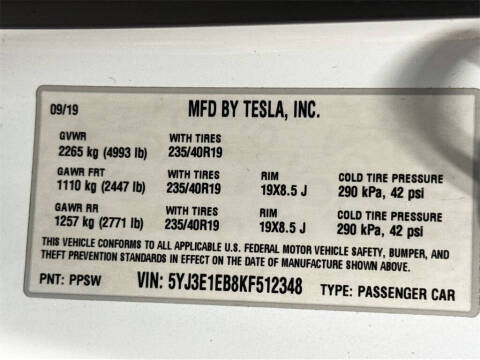 09/19 MFD BY TESLA, INC.
GVWR WITH TIRES
2265 kg (4993 lb) 235/40R19
GAWR FRT WITH TIRES RIM COLD TIRE PRESSURE
1110 kg (2447 lb) 235/40R19 19X8.5 J 290 kPa, 42 psi
GAWR RR WITH TIRES RIM COLD TIRE PRESSURE
1257 kg (2771 lb) 235/40R19 19X8.5 J 290 kPa, 42 psi
THIS VEHICLE CONFORMS TO ALL APPLICABLE U.S. FEDERAL MOTOR VEHICLE SAFETY, BUMPER, AND
THEFT PREVENTION STANDARDS IN EFFECT ON THE DATE OF MANUFACTURE SHOWN ABOVE.
PNT: PPSW VIN: 5YJ3E1EB8KF512348 TYPE: PASSENGER CAR